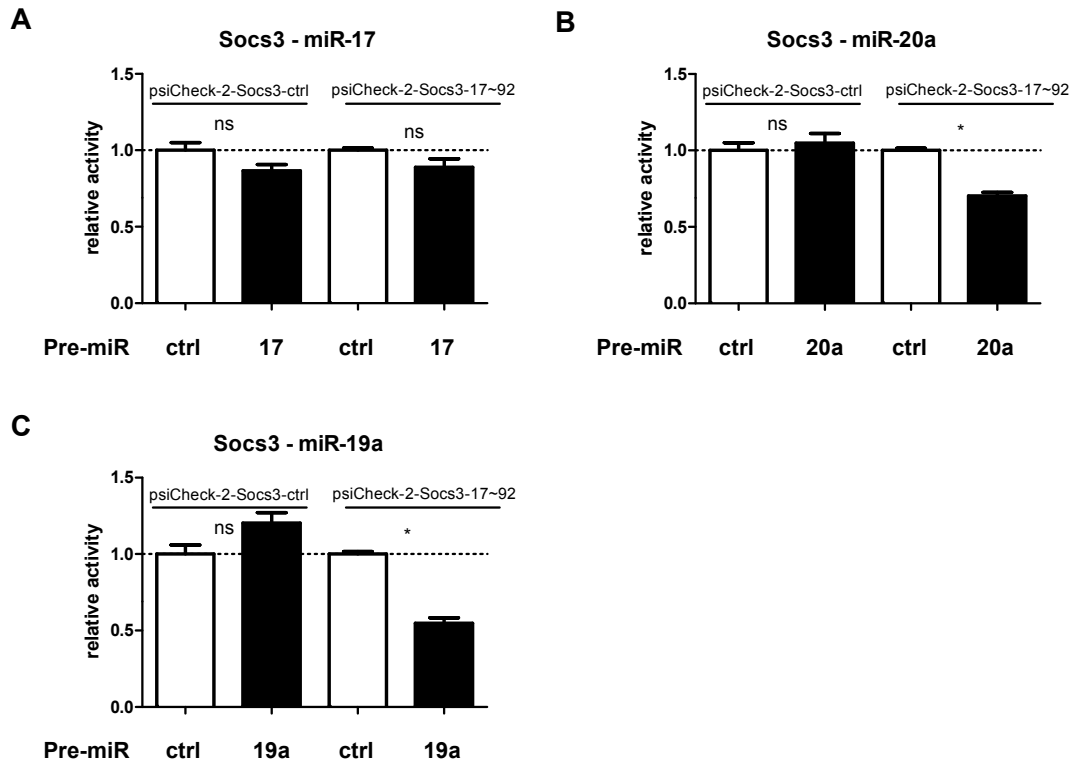 A
Socs3 - miR-17
psiCheck-2-Socs3-ctrl psiCheck-2-Socs3-17~92
ns ns
relative activity
1.5
1.0
0.5
0.0
Pre-miR ctrl 17 ctrl 17
B
Socs3 - miR-20a
psiCheck-2-Socs3-ctrl psiCheck-2-Socs3-17~92
ns *
relative activity
1.5
1.0
0.5
0.0
Pre-miR ctrl 20a ctrl 20a
C
Socs3 - miR-19a
psiCheck-2-Socs3-ctrl psiCheck-2-Socs3-17~92
ns *
relative activity
1.5
1.0
0.5
0.0
Pre-miR ctrl 19a ctrl 19a